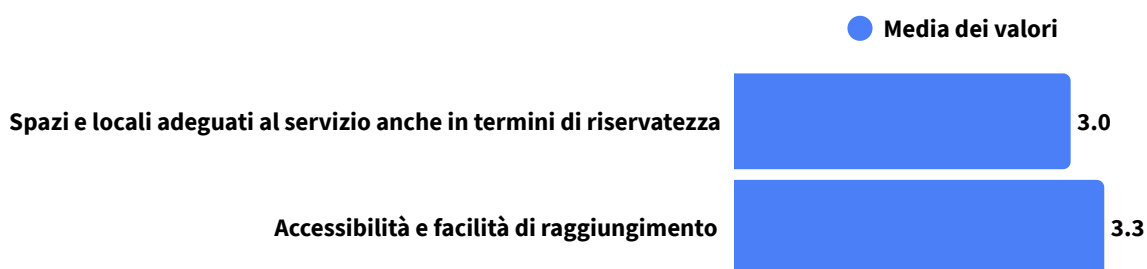 Media dei valori
Spazi e locali adeguati al servizio anche in termini di riservatezza
3.0
Accessibilità e facilità di raggiungimento
3.3